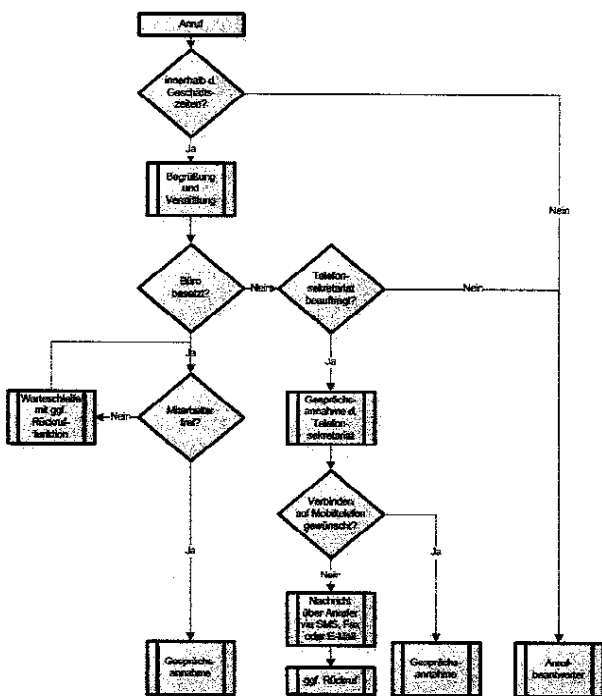 Anruf
innerhalb d.
Geschäfts-
zeiten?
Ja
Nein
Begrüßung
und
Vermittlung
Büro
besetzt?
Nein
Telefon-
sekretariat
beauftragt?
Nein
Ja
Ja
Warteschleife
mit ggf.
Rückruf-
funktion
Nein
Mitarbeiter
frei?
Gesprächs-
annahme d.
Telefon-
sekretariat
Verbinden
auf Mobiltelefon
gewünscht?
Ja
Ja
Nein
Nachricht
über Anrufer
via SMS, Fax
oder E-Mail
Gesprächs-
annahme
ggf. Rückruf
Gesprächs-
annahme
Anruf-
beantworter